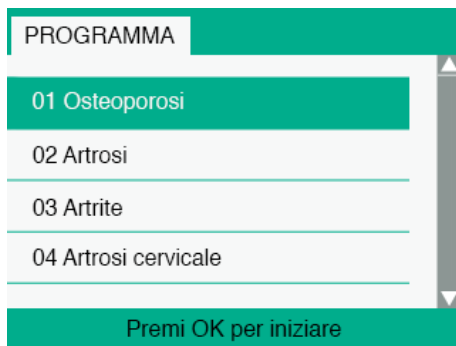 PROGRAMMA
01 Osteoporosi
02 Artrosi
03 Artrite
04 Artrosi cervicale
Premi OK per iniziare